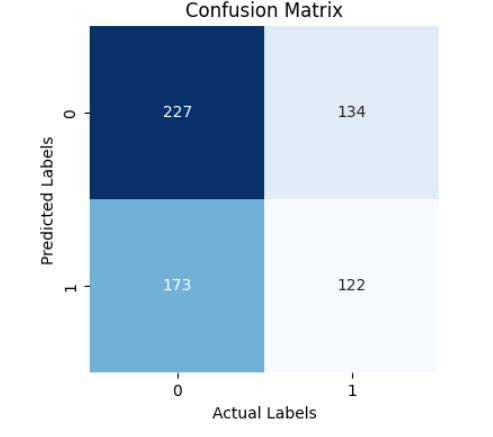 Confusion Matrix
Predicted Labels
0
227
134
1
173
122
0
1
Actual Labels